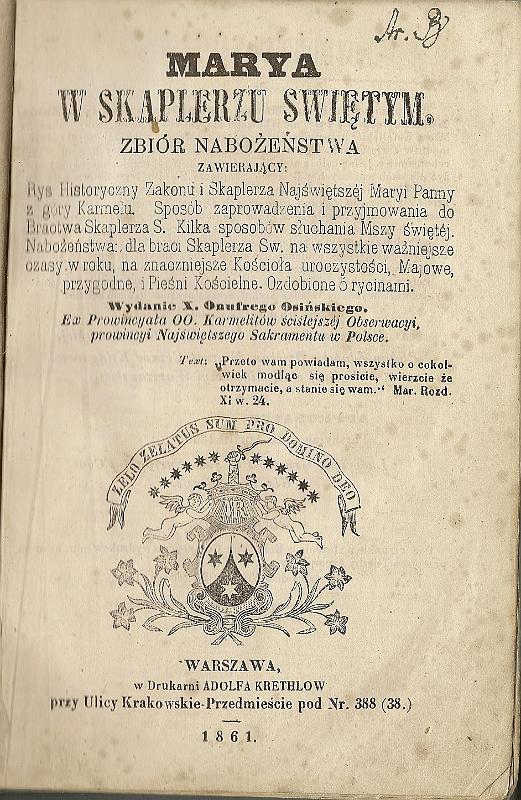 MARYA
W SKAPLERZU SWIĘTYM.
ZBIÓR NABOŻEŃSTWA
ZAWIERAJĄCY:
Rys Historyczny Zakonu i Skaplerza Najświętszéj Maryi Panny
z góry Karmelu. Sposób zaprowadzenia i przyjmowania do
Bractwa Skaplerza S. Kilka sposobów słuchania Mszy świętéj.
Nabożeństwa: dla braci Skaplerza Sw. na wszystkie ważniejsze
czasy w roku, na znaczniejsze Kościoła uroczystości, Majowe,
przygodne, i Pieśni Kościelne. Ozdobione 6 rycinami.
Wydanie X. Onufrego Osińskiego.
Ex Prowincyała OO. Karmelitów ściślejszéj Obserwacyi,
prowincyi Najświętszego Sakramentu w Polsce.
Text: „Przeto wam powiadam, wszystko o cokol-
wiek modląc się prosicie, wierzcie że
otrzymacie, a stanie się wam.“ Mar. Rozd.
XI w. 24.
ZELO ZELATUS SUM PRO DOMINO DEO
WARSZAWA,
w Drukarni ADOLFA KRETHLOW
przy Ulicy Krakowskie-Przedmieście pod Nr. 388 (38.)
1861.